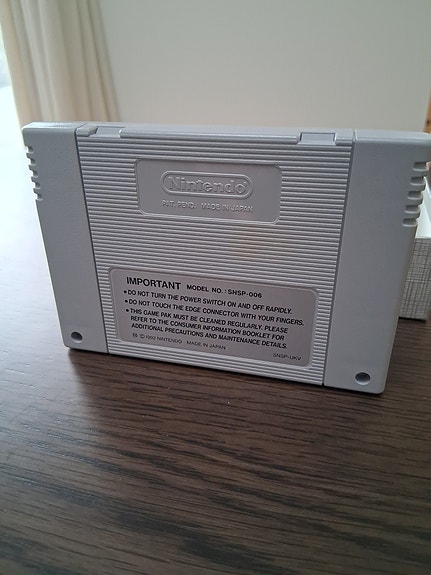 Nintendo
PAT. PEND. MADE IN JAPAN
IMPORTANT MODEL NO.: SNSP-006
• DO NOT TURN THE POWER SWITCH ON AND OFF RAPIDLY.
• DO NOT TOUCH THE EDGE CONNECTOR WITH YOUR FINGERS.
• THIS GAME PAK MUST BE CLEANED REGULARLY. PLEASE
REFER TO THE CONSUMER INFORMATION BOOKLET FOR
ADDITIONAL PRECAUTIONS AND MAINTENANCE DETAILS.
© 1992 NINTENDO MADE IN JAPAN
SNSP-UKV